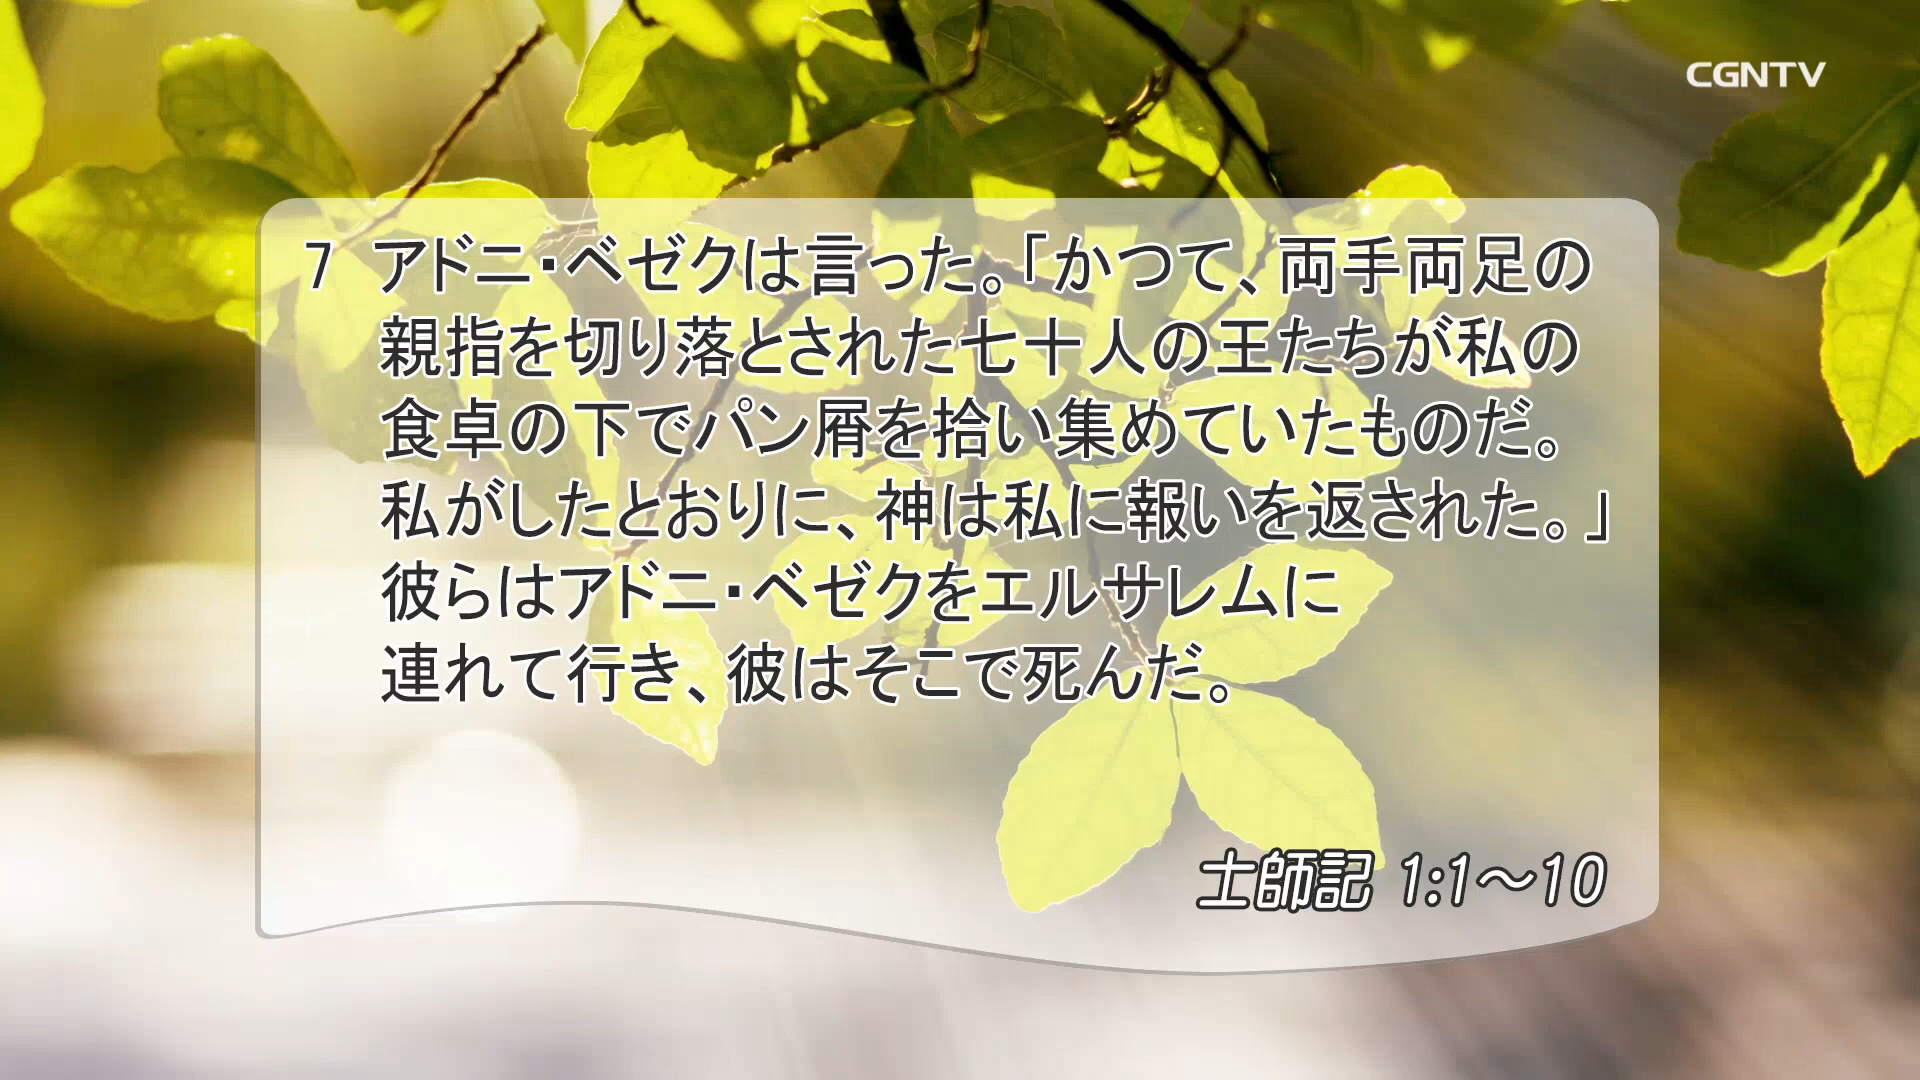 CGNTV
7 アドニ・ベゼクは言った。「かつて、両手両足の
親指を切り落とされた七十人の王たちが私の
食卓の下でパン屑を拾い集めていたものだ。
私がしたとおりに、神は私に報いを返された。」
彼らはアドニ・ベゼクをエルサレムに
連れて行き、彼はそこで死んだ。
士師記 1:1～10